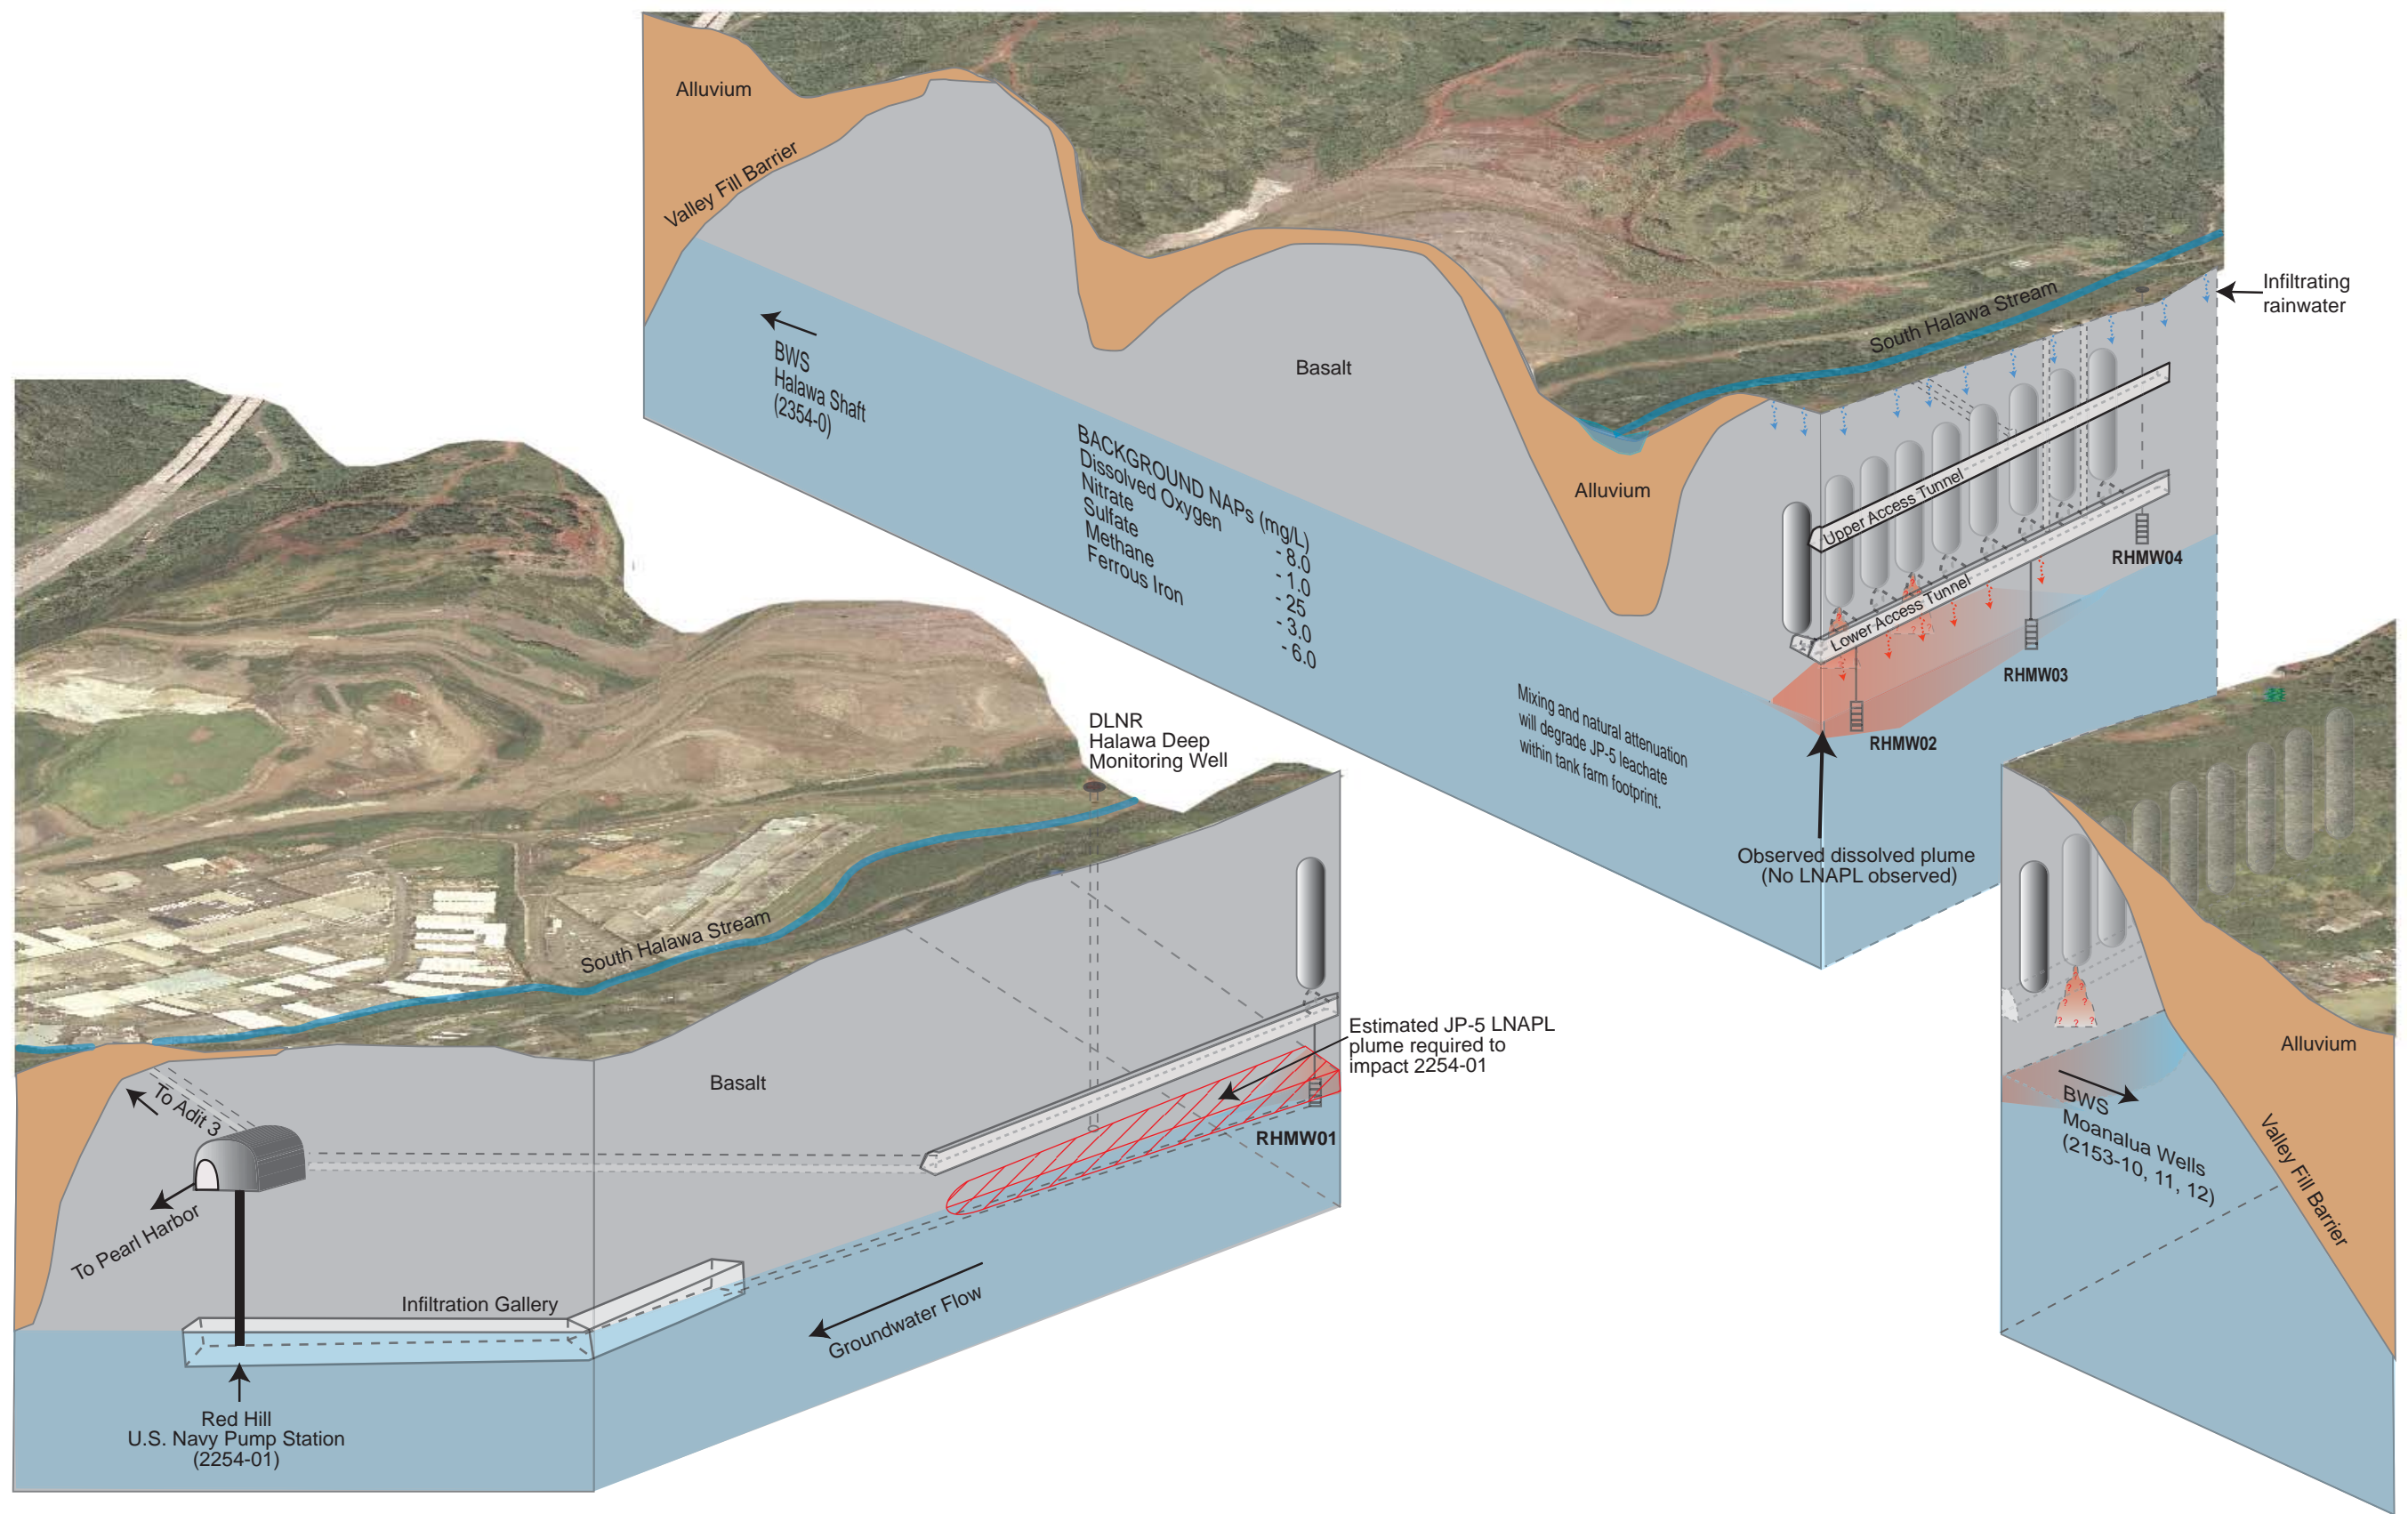 Alluvium
Valley Fill Barrier
BWS
Halawa Shaft
(2354-0)
Basalt
BACKGROUND NAPs (mg/L)
Dissolved Oxygen - 8.0
Nitrate - 1.0
Sulfate - 25
Methane - 3.0
Ferrous Iron - 6.0
Alluvium
South Halawa Stream
Infiltrating
rainwater
Upper Access Tunnel
Lower Access Tunnel
RHMW04
RHMW03
RHMW02
Mixing and natural attenuation
will degrade JP-5 leachate
within tank farm footprint.
Observed dissolved plume
(No LNAPL observed)
? ?
DLNR
Halawa Deep
Monitoring Well
South Halawa Stream
Basalt
Estimated JP-5 LNAPL
plume required to
impact 2254-01
RHMW01
To Adit 3
To Pearl Harbor
Infiltration Gallery
Groundwater Flow
Red Hill
U.S. Navy Pump Station
(2254-01)
? ?
? ?
? ? ?
Alluvium
BWS
Moanalua Wells
(2153-10, 11, 12)
Valley Fill Barrier